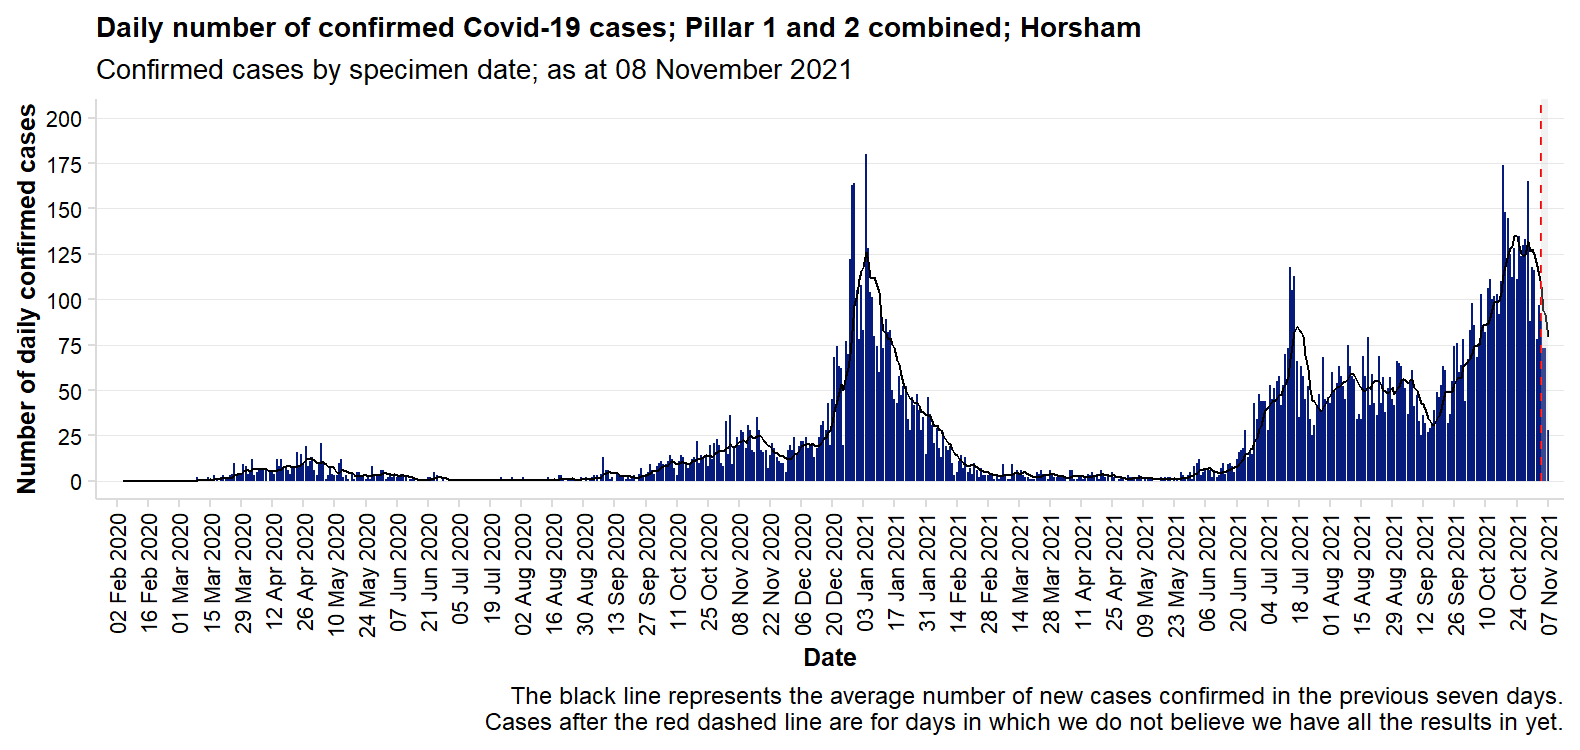 Daily number of confirmed Covid-19 cases; Pillar 1 and 2 combined; Horsham
Confirmed cases by specimen date; as at 08 November 2021
Number of daily confirmed cases
200
175
150
125
100
75
50
25
0
02 Feb 2020
16 Feb 2020
01 Mar 2020
15 Mar 2020
29 Mar 2020
12 Apr 2020
26 Apr 2020
10 May 2020
24 May 2020
07 Jun 2020
21 Jun 2020
05 Jul 2020
19 Jul 2020
02 Aug 2020
16 Aug 2020
30 Aug 2020
13 Sep 2020
27 Sep 2020
11 Oct 2020
25 Oct 2020
08 Nov 2020
22 Nov 2020
06 Dec 2020
20 Dec 2020
03 Jan 2021
17 Jan 2021
31 Jan 2021
14 Feb 2021
28 Feb 2021
14 Mar 2021
28 Mar 2021
11 Apr 2021
25 Apr 2021
09 May 2021
23 May 2021
06 Jun 2021
20 Jun 2021
04 Jul 2021
18 Jul 2021
01 Aug 2021
15 Aug 2021
29 Aug 2021
12 Sep 2021
26 Sep 2021
10 Oct 2021
24 Oct 2021
07 Nov 2021
Date
The black line represents the average number of new cases confirmed in the previous seven days.
Cases after the red dashed line are for days in which we do not believe we have all the results in yet.